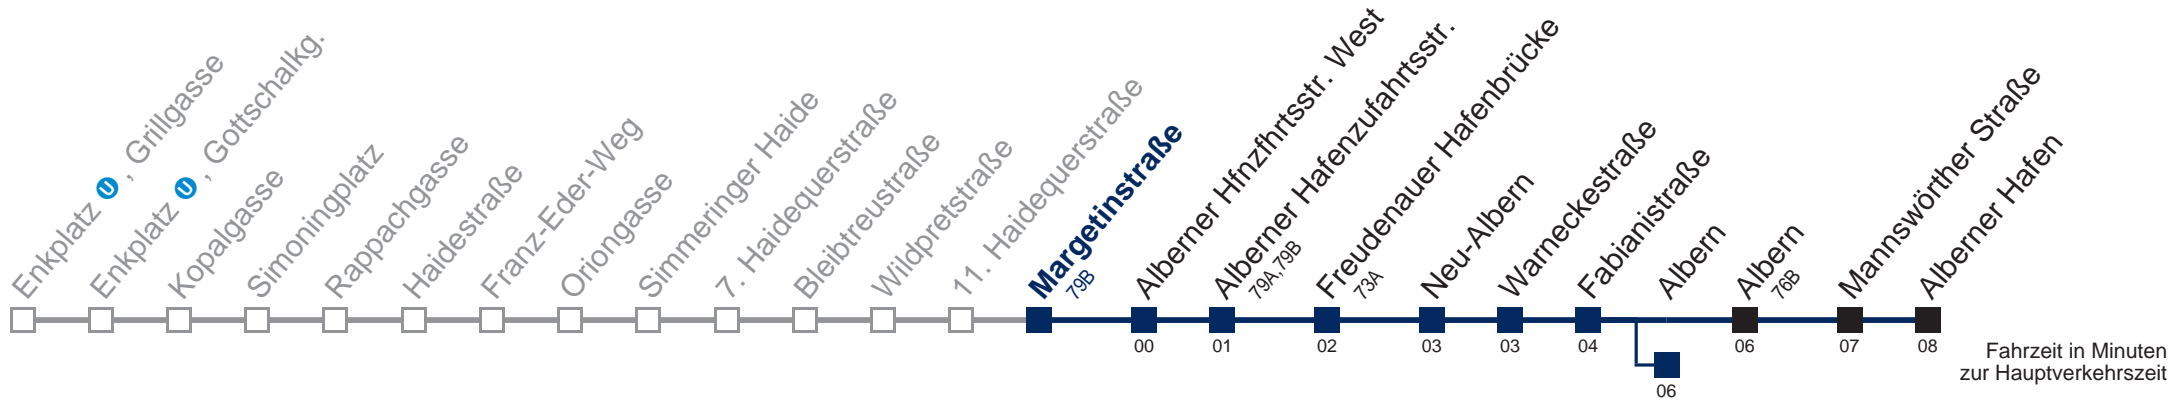 Enkplatz U , Grillgasse
Enkplatz U , Gottschalkg.
Kopalgasse
Simoningplatz
Rappachgasse
Haidestraße
Franz-Eder-Weg
Oriongasse
Simmeringer Haide
7. Haidequerstraße
Bleibtreustraße
Wildpretstraße
11. Haidequerstraße
Margetinstraße
79B
Alberner Hfnzfhrtsstr. West
Alberner Hafenzufahrtsstr.
79A,79B
Freudenauer Hafenbrücke
73A
Neu-Albern
Warneckestraße
Fabianistraße
Albern
Albern
76B
Mannswörther Straße
Alberner Hafen
00 01 02 03 03 04 06 07 08
06
Fahrzeit in Minuten
zur Hauptverkehrszeit